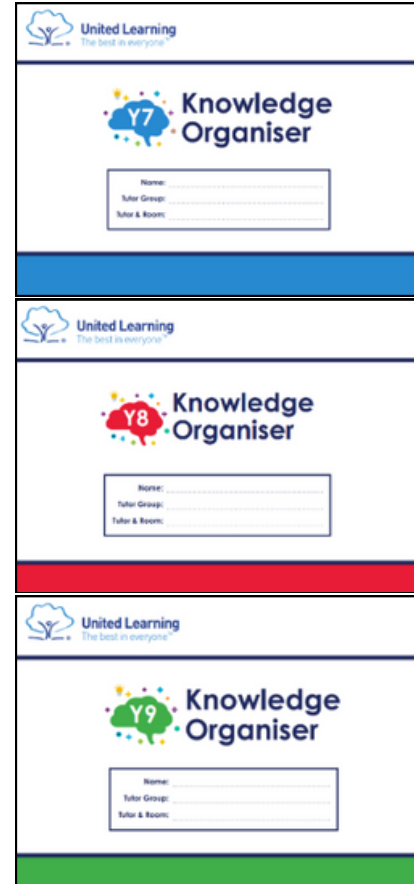 United Learning
The best in everyone™
Y7
Knowledge
Organiser
Name:
Tutor Group:
Tutor & Room:
United Learning
The best in everyone™
Y8
Knowledge
Organiser
Name:
Tutor Group:
Tutor & Room:
United Learning
The best in everyone™
Y9
Knowledge
Organiser
Name:
Tutor Group:
Tutor & Room: